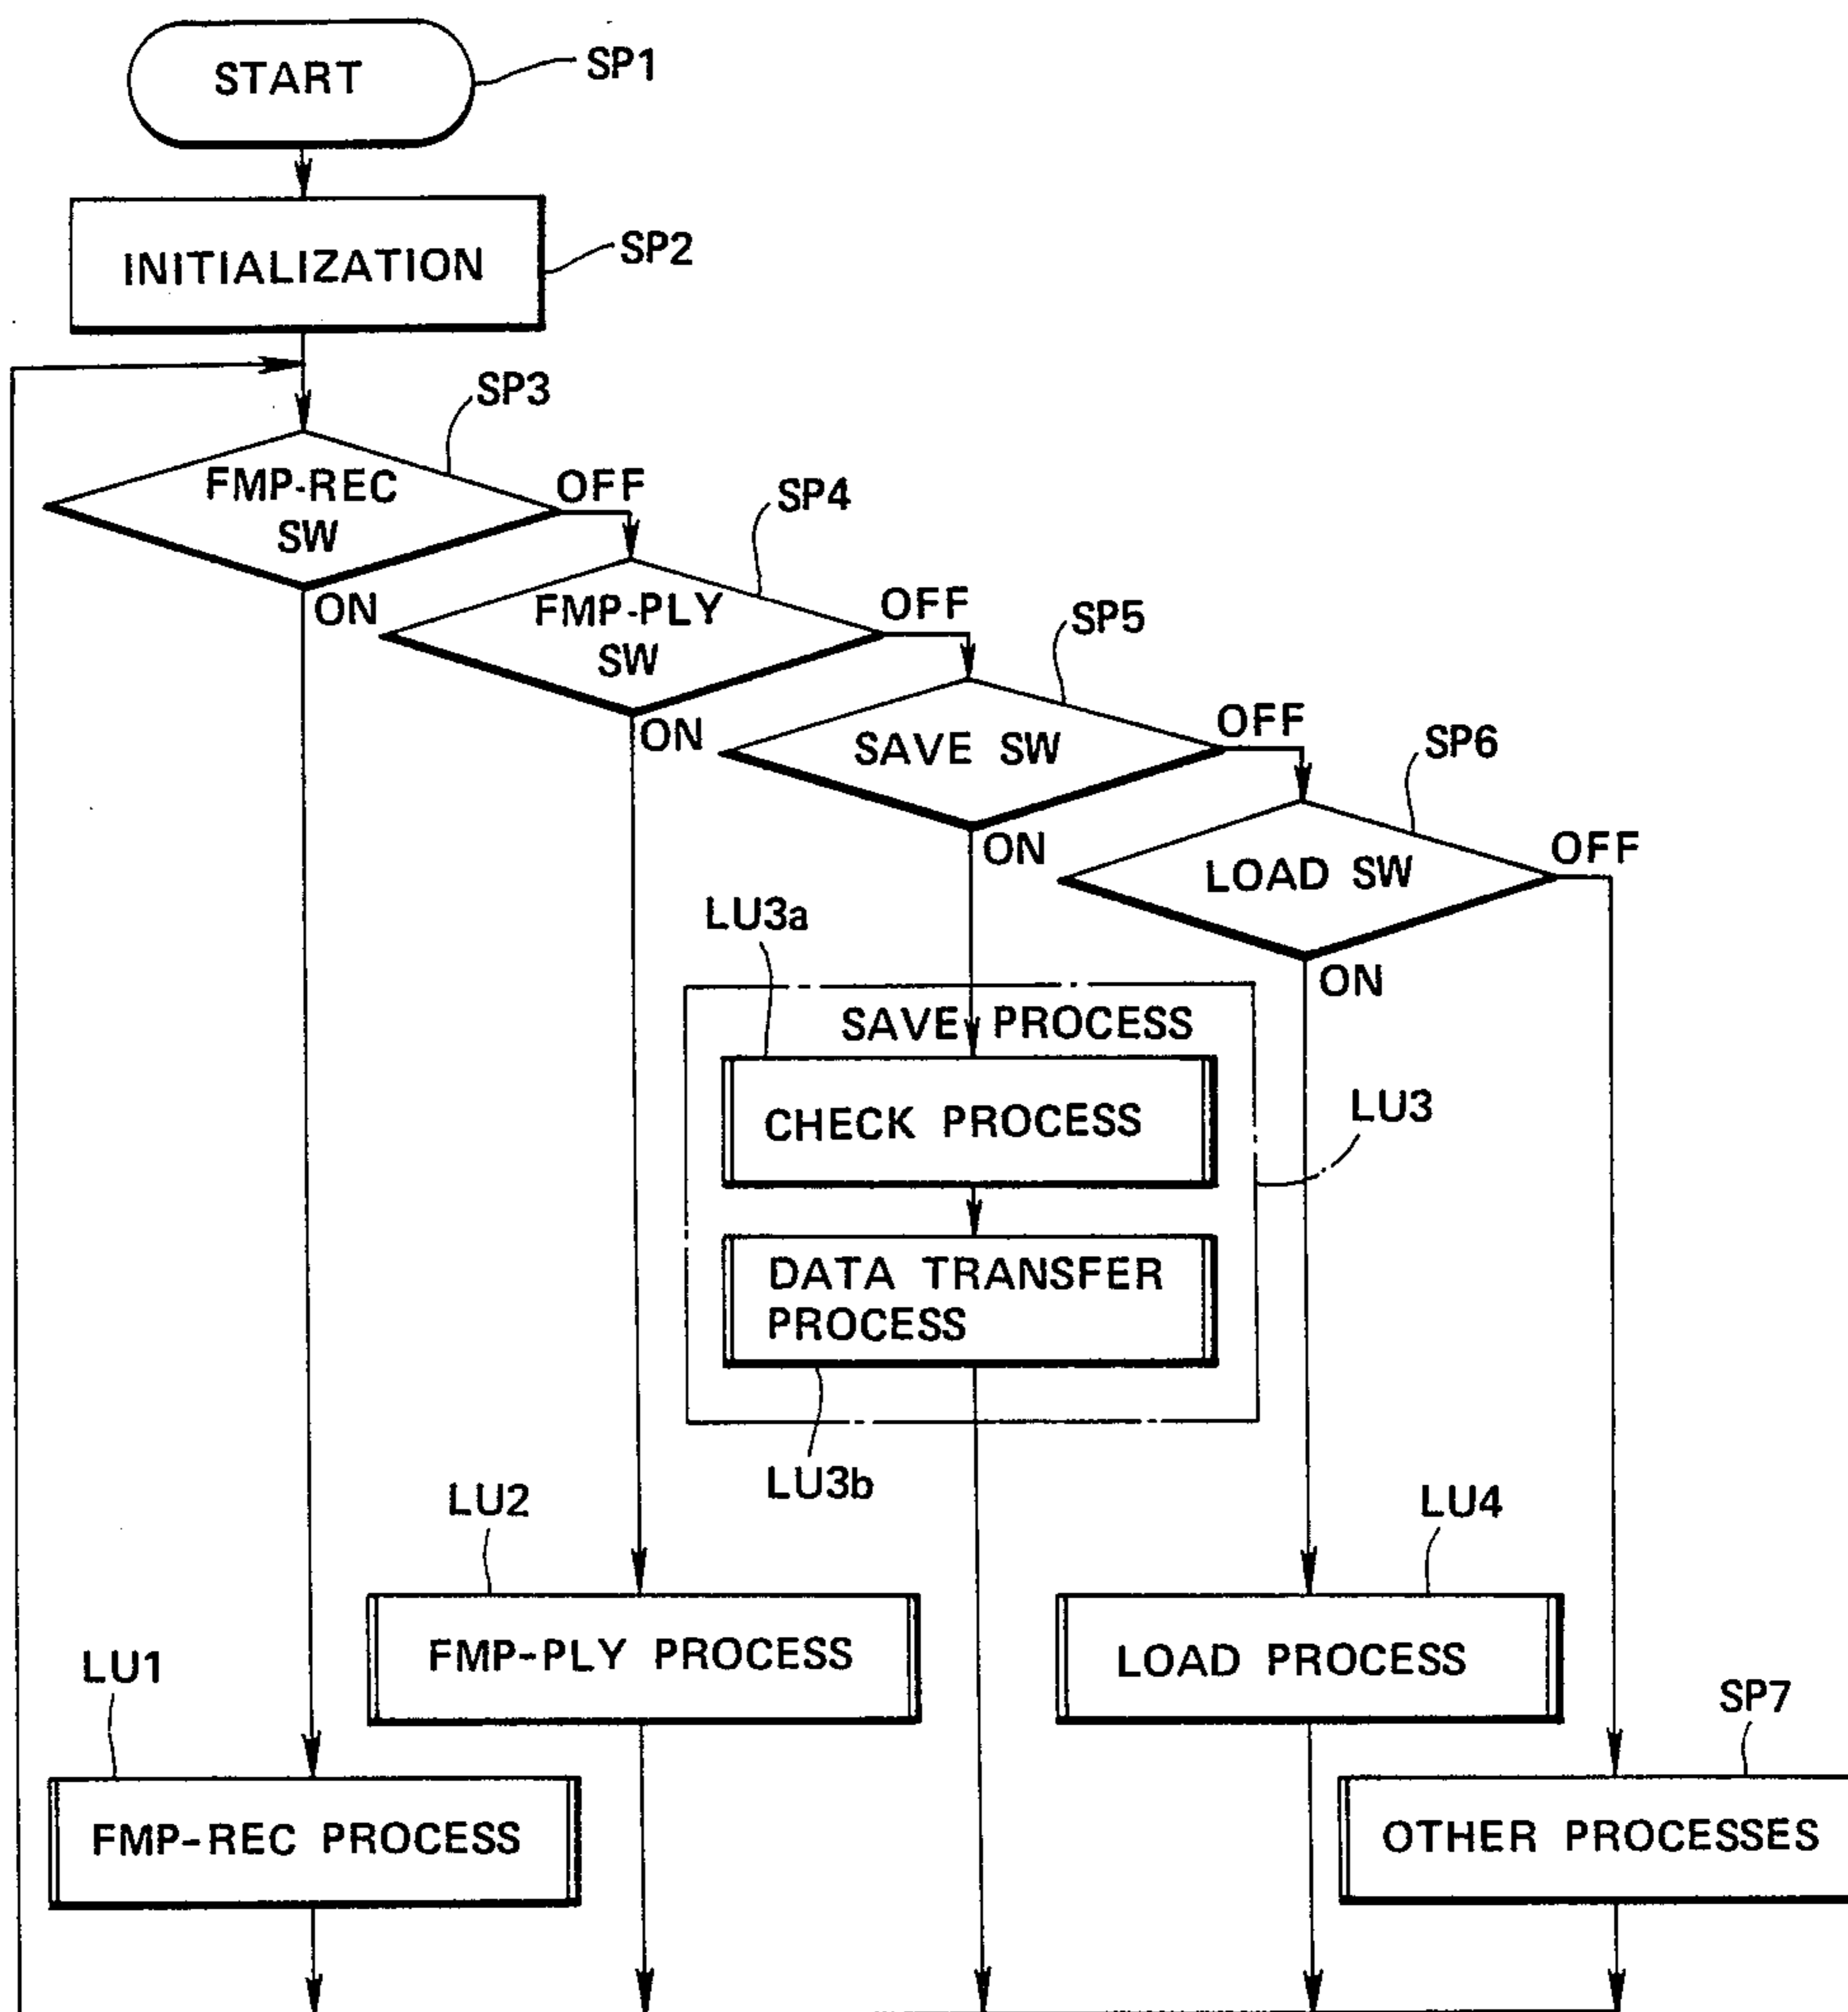 START
SP1
INITIALIZATION
SP2
SP3
FMP-REC
SW
OFF
ON
SP4
FMP-PLY
SW
OFF
ON
SP5
SAVE SW
OFF
ON
SP6
LOAD SW
OFF
ON
LU3a
SAVE PROCESS
CHECK PROCESS
LU3
DATA TRANSFER
PROCESS
LU3b
LU2
FMP-PLY PROCESS
LU4
LOAD PROCESS
LU1
FMP-REC PROCESS
SP7
OTHER PROCESSES